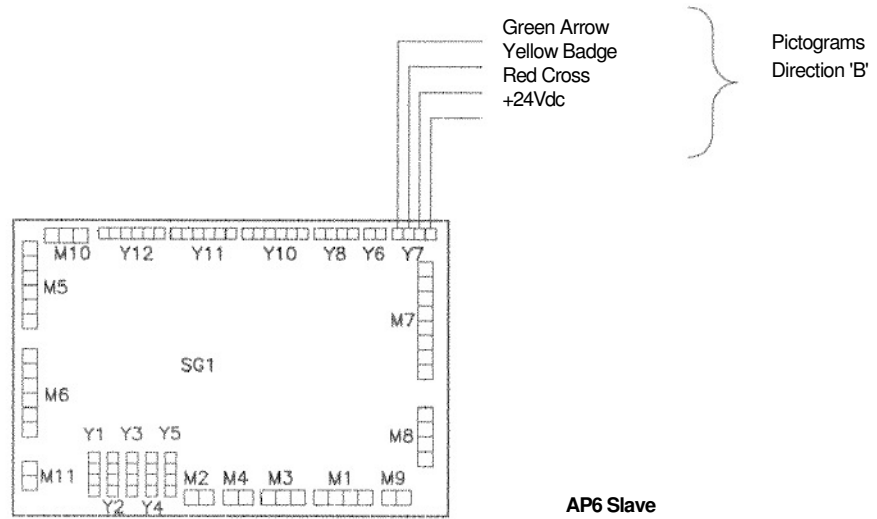 Green Arrow
Yellow Badge
Red Cross
+24Vdc
Pictograms
Direction 'B'
M10 Y12 Y11 Y10 Y8 Y6 Y7
M5
M7
SG1
M6
M8
Y1 Y3 Y5
M11
Y2 Y4
M2 M4 M3 M1 M9
AP6 Slave